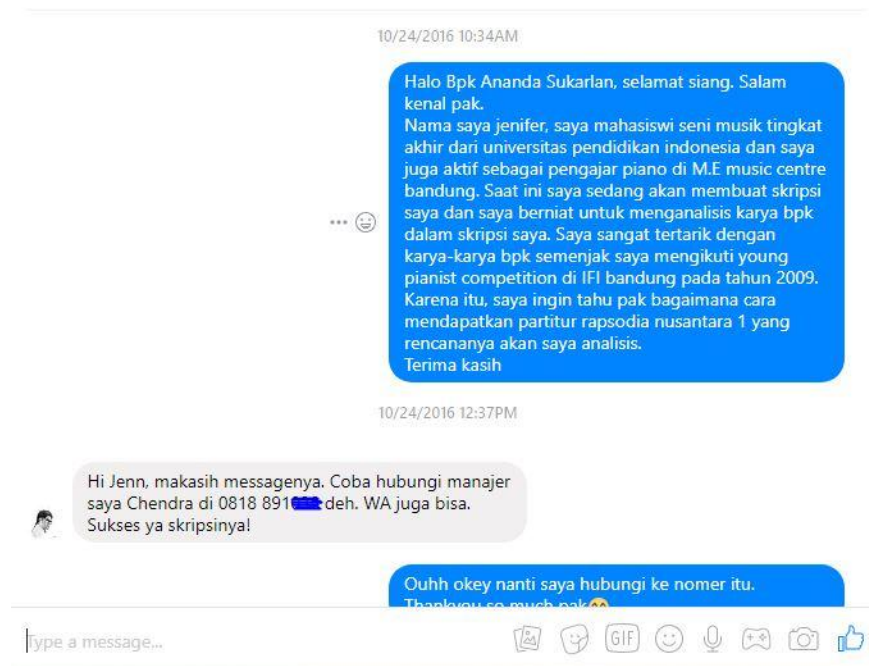 10/24/2016 10:34AM
Halo Bpk Ananda Sukarlan, selamat siang. Salam
kenal pak.
Nama saya jenifer, saya mahasiswi seni musik tingkat
akhir dari universitas pendidikan indonesia dan saya
juga aktif sebagai pengajar piano di M.E music centre
bandung. Saat ini saya sedang akan membuat skripsi
saya dan saya berniat untuk menganalisis karya bpk
dalam skripsi saya. Saya sangat tertarik dengan
karya-karya bpk semenjak saya mengikuti young
pianist competition di IFI bandung pada tahun 2009.
Karena itu, saya ingin tahu pak bagaimana cara
mendapatkan partitur rapsodia nusantara 1 yang
rencananya akan saya analisis.
Terima kasih
10/24/2016 12:37PM
Hi Jenn, makasih messagenya. Coba hubungi manajer
saya Chendra di 0818 891 deh. WA juga bisa.
Sukses ya skripsinya!
Ouhh okey nanti saya hubungi ke nomer itu.
Thankyou so much pak
Type a message...
GIF